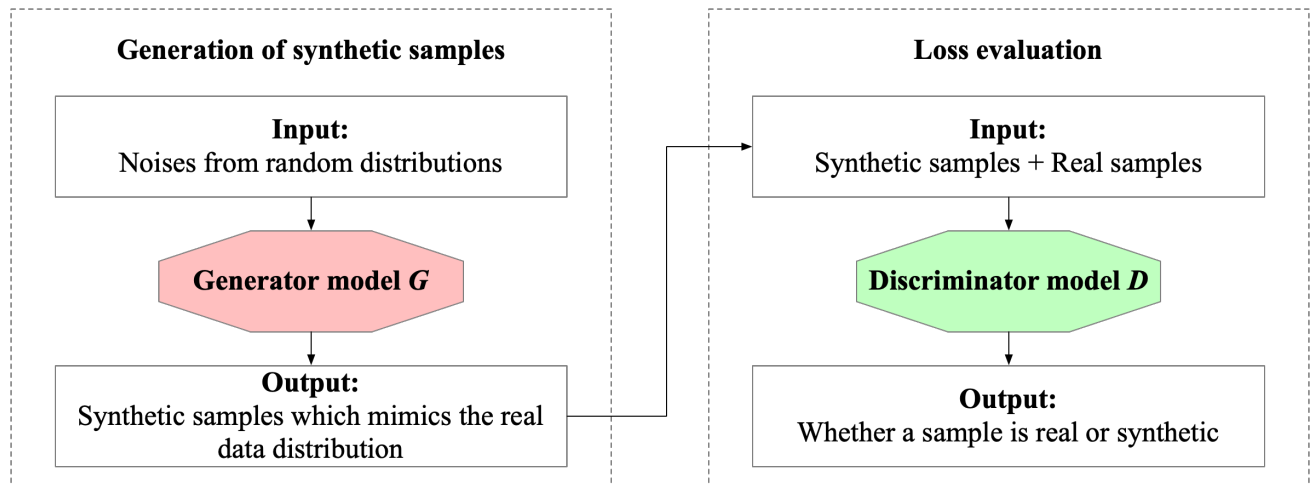 Generation of synthetic samples
Input:
Noises from random distributions
Generator model G
Output:
Synthetic samples which mimics the real
data distribution
Loss evaluation
Input:
Synthetic samples + Real samples
Discriminator model D
Output:
Whether a sample is real or synthetic